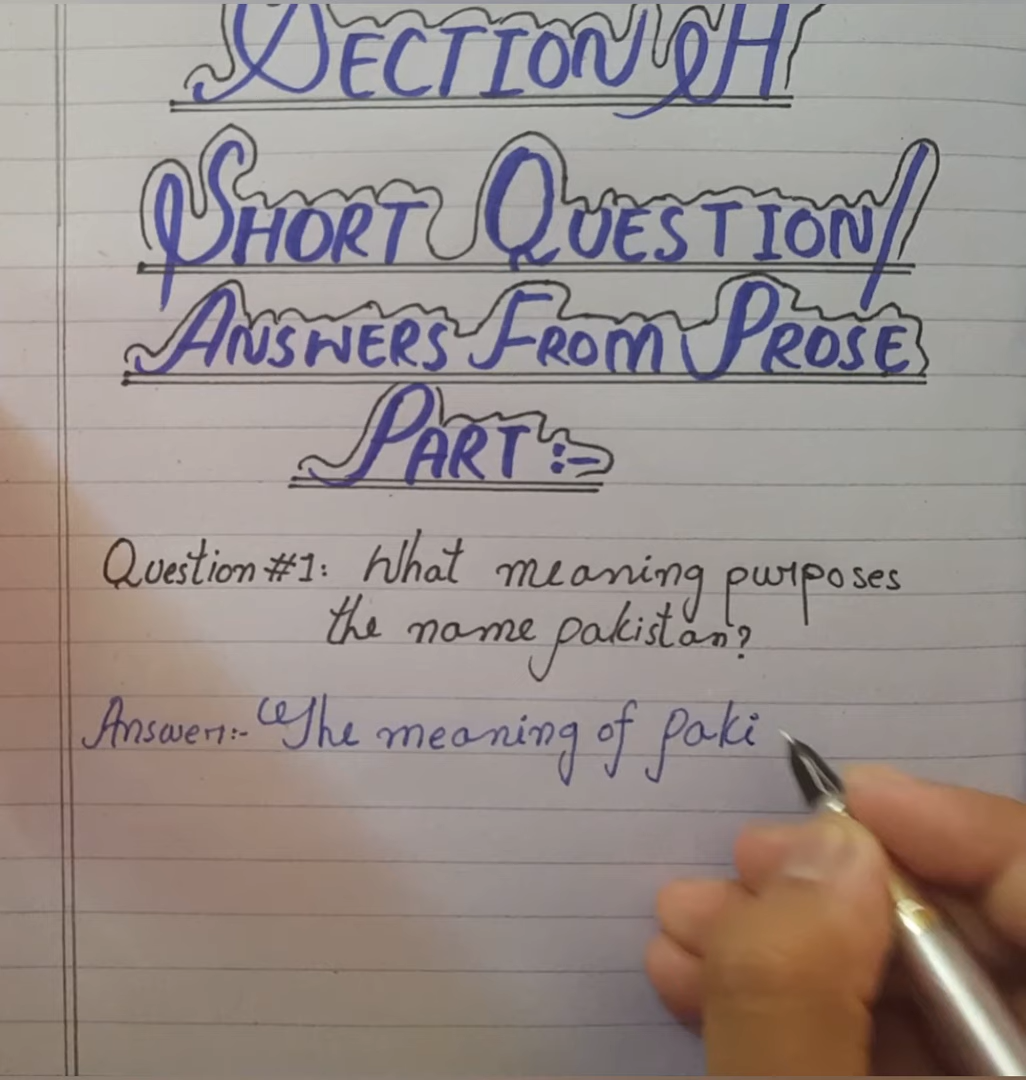 SECTION "H
SHORT QUESTION/
ANSWERS FROM PROSE
PART :-
Question #1: What meaning purposes
the name pakistan?
Answer:- "The meaning of paki